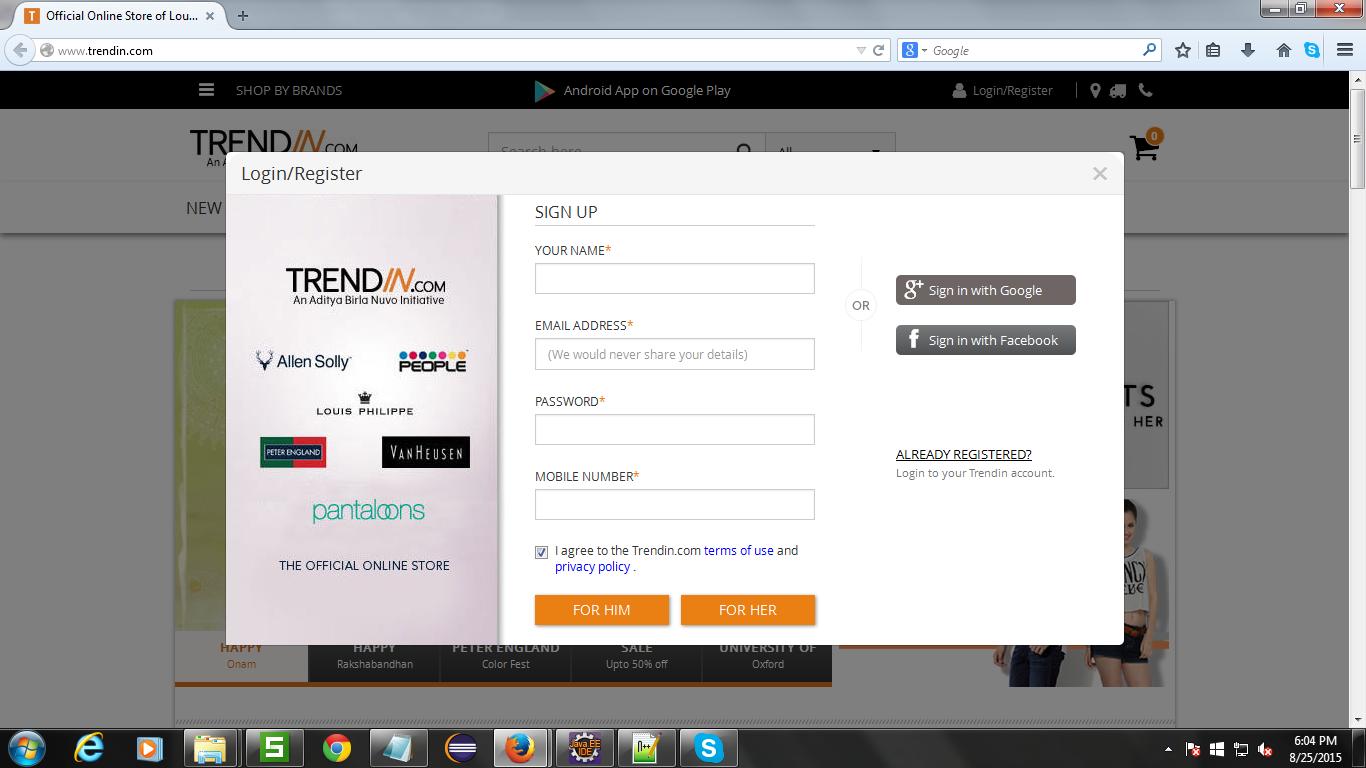 Official Online Store of Lou...
www.trendin.com
Google
SHOP BY BRANDS
Android App on Google Play
Login/Register
TRENDIN.COM
0
Search here
All
NEW
Login/Register
TRENDIN.COM
An Aditya Birla Nuvo Initiative
Allen Solly
PEOPLE
LOUIS PHILIPPE
PETER ENGLAND
VANHEUSEN
pantaloons
THE OFFICIAL ONLINE STORE
SIGN UP
YOUR NAME*
EMAIL ADDRESS*
(We would never share your details)
PASSWORD*
MOBILE NUMBER*
I agree to the Trendin.com terms of use and
privacy policy .
FOR HIM
FOR HER
OR
g+ Sign in with Google
f Sign in with Facebook
ALREADY REGISTERED?
Login to your Trendin account.
TS
HER
HAPPY
Onam
HAPPY
Rakshabandhan
PETER ENGLAND
Color Fest
SALE
Upto 50% off
UNIVERSITY OF
Oxford
Java EE
IDE
6:04 PM
8/25/2015